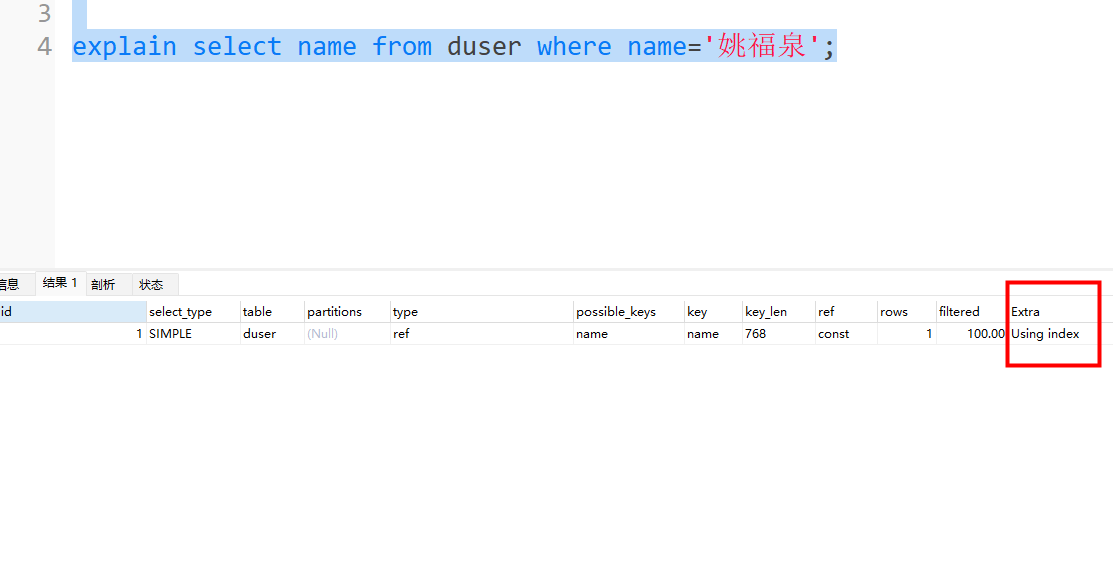 3
4 explain select name from duser where name='姚福泉';
信息 结果 1 剖析 状态
id select_type table partitions type possible_keys key key_len ref rows filtered Extra
1 SIMPLE duser (Null) ref name name 768 const 1 100.00 Using index